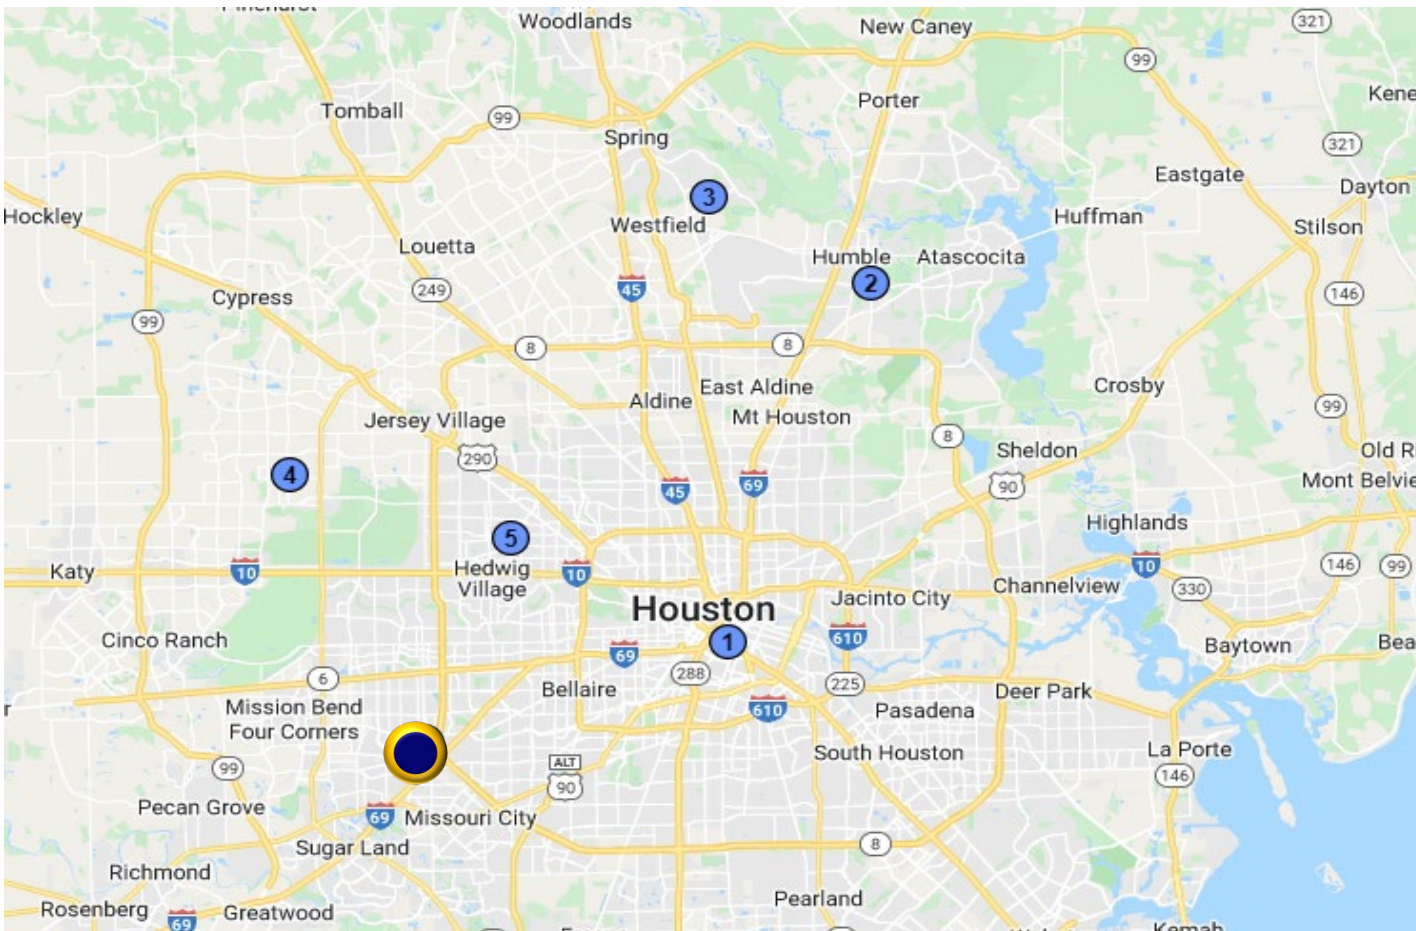 Woodlands
New Caney
321
99
Kene
Tomball
Porter
99
Spring
321
Eastgate
Dayton
3
Hockley
Westfield
Huffman
Stilson
Louetta
Humble
Atascocita
2
45
249
Cypress
146
99
8
8
East Aldine
Crosby
Aldine
99
Mt Houston
Jersey Village
8
Sheldon
290
4
45
69
90
Mont Belvie
Highlands
5
Katy
10
Hedwig
Village
10
10
146
99
Channelview
330
Houston
Jacinto City
Cinco Ranch
1
69
610
Baytown
Bea
6
288
225
Bellaire
Deer Park
Mission Bend
Four Corners
610
Pasadena
South Houston
La Porte
99
ALT
90
146
Pecan Grove
69
Missouri City
Sugar Land
8
Richmond
Pearland
Rosenberg
69
Greatwood